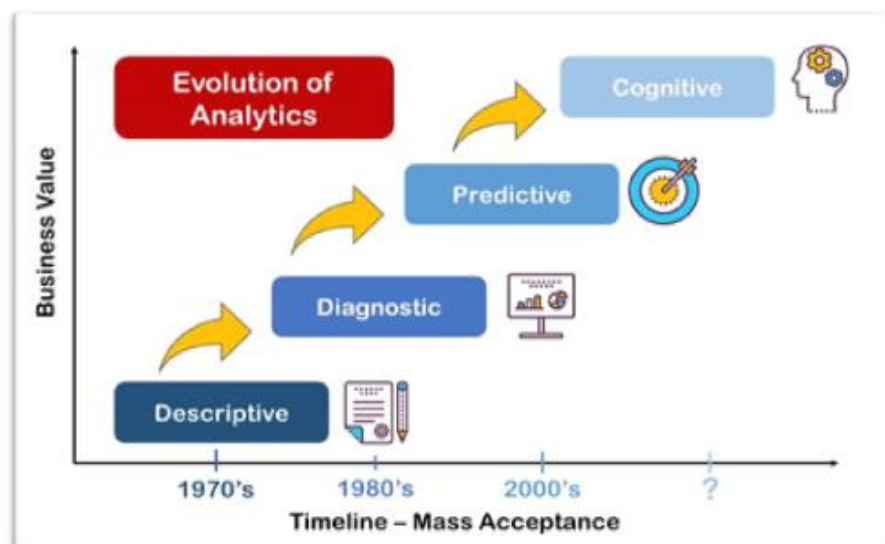 Evolution of
Analytics
Cognitive
Predictive
Diagnostic
Descriptive
Business Value
1970's
1980's
2000's
?
Timeline – Mass Acceptance